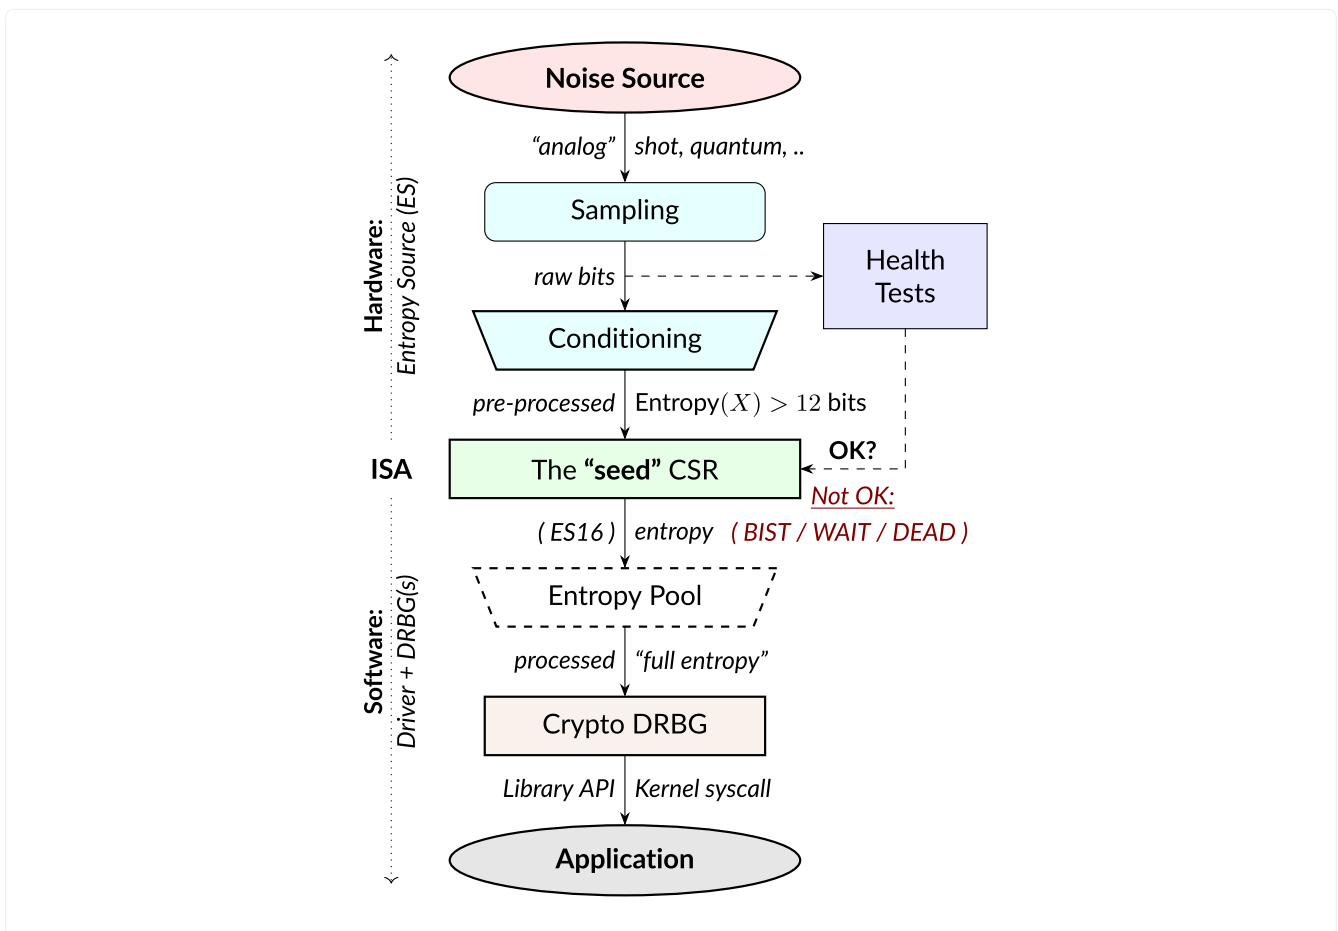 Noise Source
“analog” shot, quantum, ..
Sampling
Hardware:
Entropy Source (ES)
raw bits
Health
Tests
Conditioning
pre-processed Entropy(X) > 12 bits
OK?
ISA
The “seed” CSR
Not OK:
( ES16 ) entropy ( BIST / WAIT / DEAD )
Entropy Pool
Software:
Driver + DRBG(s)
processed “full entropy”
Crypto DRBG
Library API Kernel syscall
Application